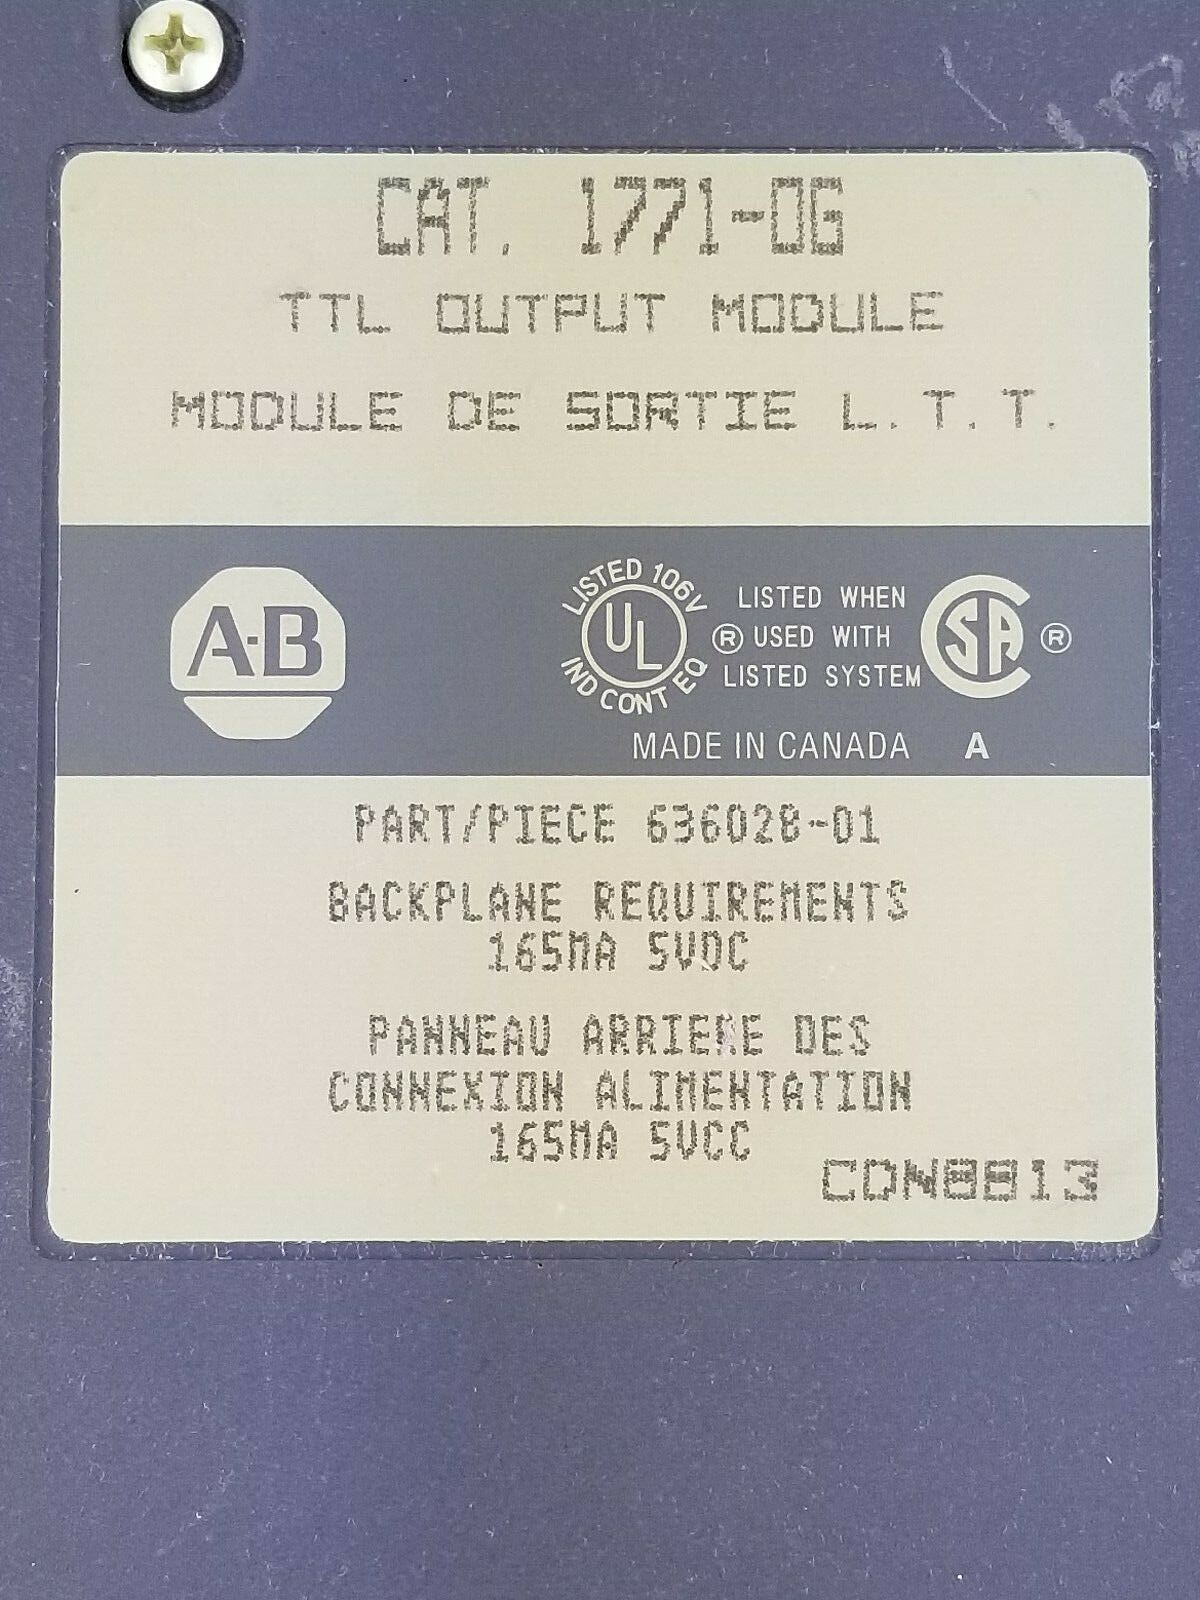 CAT. 1771-OG
TTL OUTPUT MODULE
MODULE DE SORTIE L.T.T.
A-B
LISTED 106V
UL
IND CONT EQ
®
LISTED WHEN
USED WITH
LISTED SYSTEM
CSA ®
MADE IN CANADA A
PART/PIECE 636028-01
BACKPLANE REQUIREMENTS
165MA 5VDC
PANNEAU ARRIERE DES
CONNEXION ALIMENTATION
165MA 5VCC
CDN8813